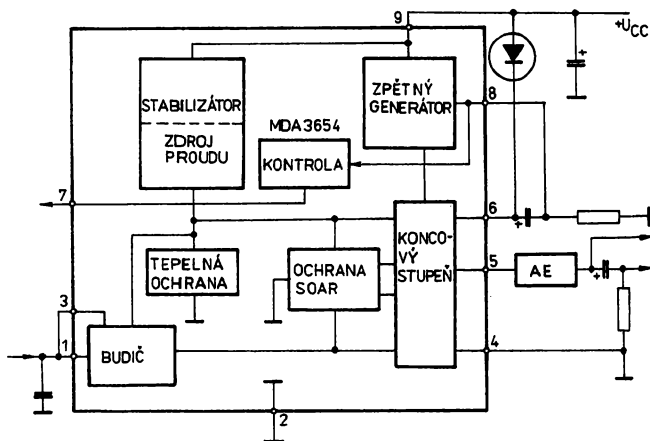 9
+UCC
STABILIZÁTOR
ZDROJ
PROUDU
ZPĚTNÝ
GENERÁTOR
8
MDA3654
KONTROLA
7
6
KONCO-
VÝ
STUPEŇ
TEPELNÁ
OCHRANA
OCHRANA
SOAR
5
AE
3
1
BUDIČ
4
2
+
+
+